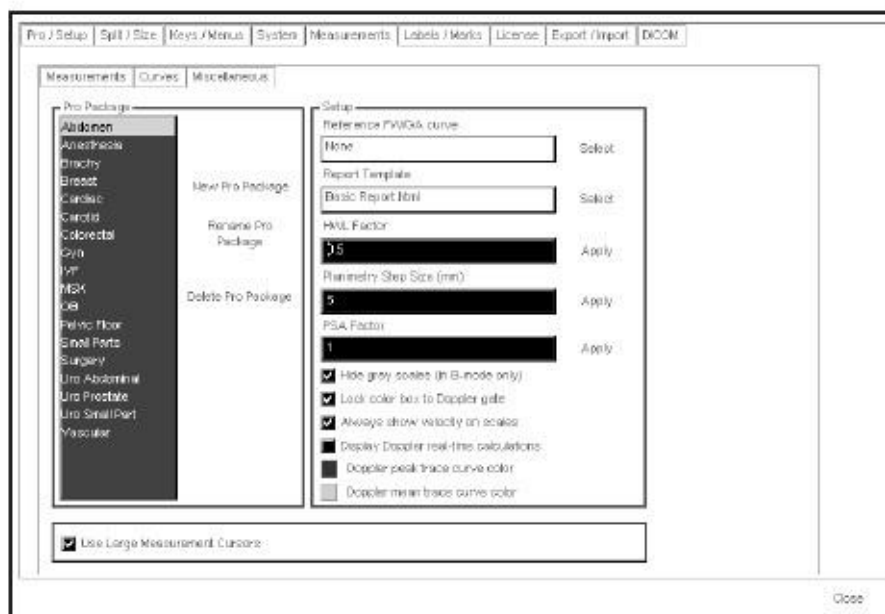 Pro / Setup Split / Size Keys / Menus System Measurements Labels / Marks License Export / Import DICOM
Measurements Curves Miscellaneous
Pro Package
Abdomen
Anesthesia
Brachy
Breast
Cardiac
Carotid
Colorectal
Gyn
IVF
MSK
OB
Pelvic Floor
Small Parts
Surgery
Uro Abdominal
Uro Prostate
Uro Small Part
Vascular
New Pro Package
Rename Pro
Package
Delete Pro Package
Setup
Reference FW/GA curve
None Select
Report Template
Basic Report.html Select
HWL Factor
0.5 Apply
Planimetry Step Size (mm)
5 Apply
PSA Factor
1 Apply
Hide gray scales (in B-mode only)
Lock color box to Doppler gate
Always show velocity on scales
Display Doppler real-time calculations
Doppler peak trace curve color
Doppler mean trace curve color
Use Large Measurement Cursors
Close